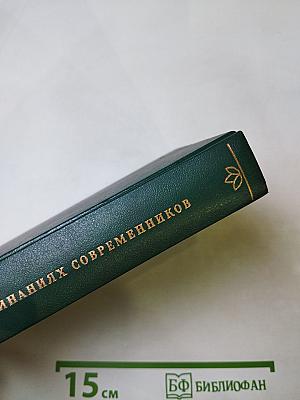 ИНАНИЯХ СОВРЕМЕННИКОВ
15 СМ
БФ БИБЛИОФАН